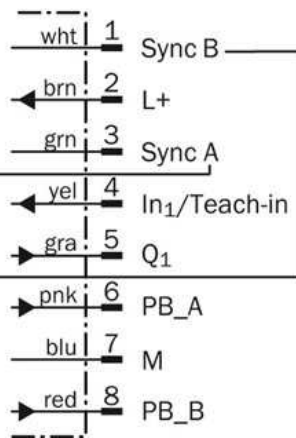 wht 1 Sync B
brn 2 L+
grn 3 Sync A
yel 4 In₁/Teach-in
gra 5 Q₁
pnk 6 PB_A
blu 7 M
red 8 PB_B